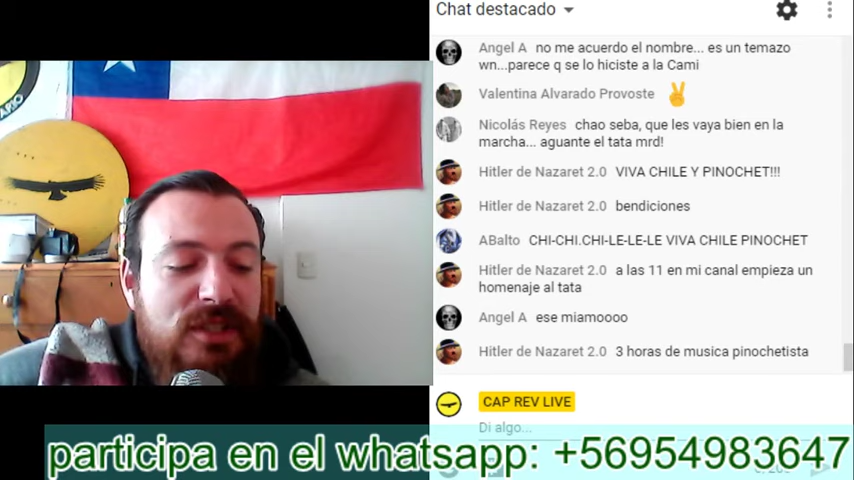 Chat destacado
ARIO
Angel A no me acuerdo el nombre... es un temazo
wn...parece q se lo hiciste a la Cami
Valentina Alvarado Provoste ✌
Nicolás Reyes chao seba, que les vaya bien en la
marcha... aguante el tata mrd!
Hitler de Nazaret 2.0 VIVA CHILE Y PINOCHET!!!
Hitler de Nazaret 2.0 bendiciones
ABalto CHI-CHI.CHI-LE-LE-LE VIVA CHILE PINOCHET
Hitler de Nazaret 2.0 a las 11 en mi canal empieza un
homenaje al tata
Angel A ese miamoooo
Hitler de Nazaret 2.0 3 horas de musica pinochetista
CAP REV LIVE
Di algo...
participa en el whatsapp: +56954983647